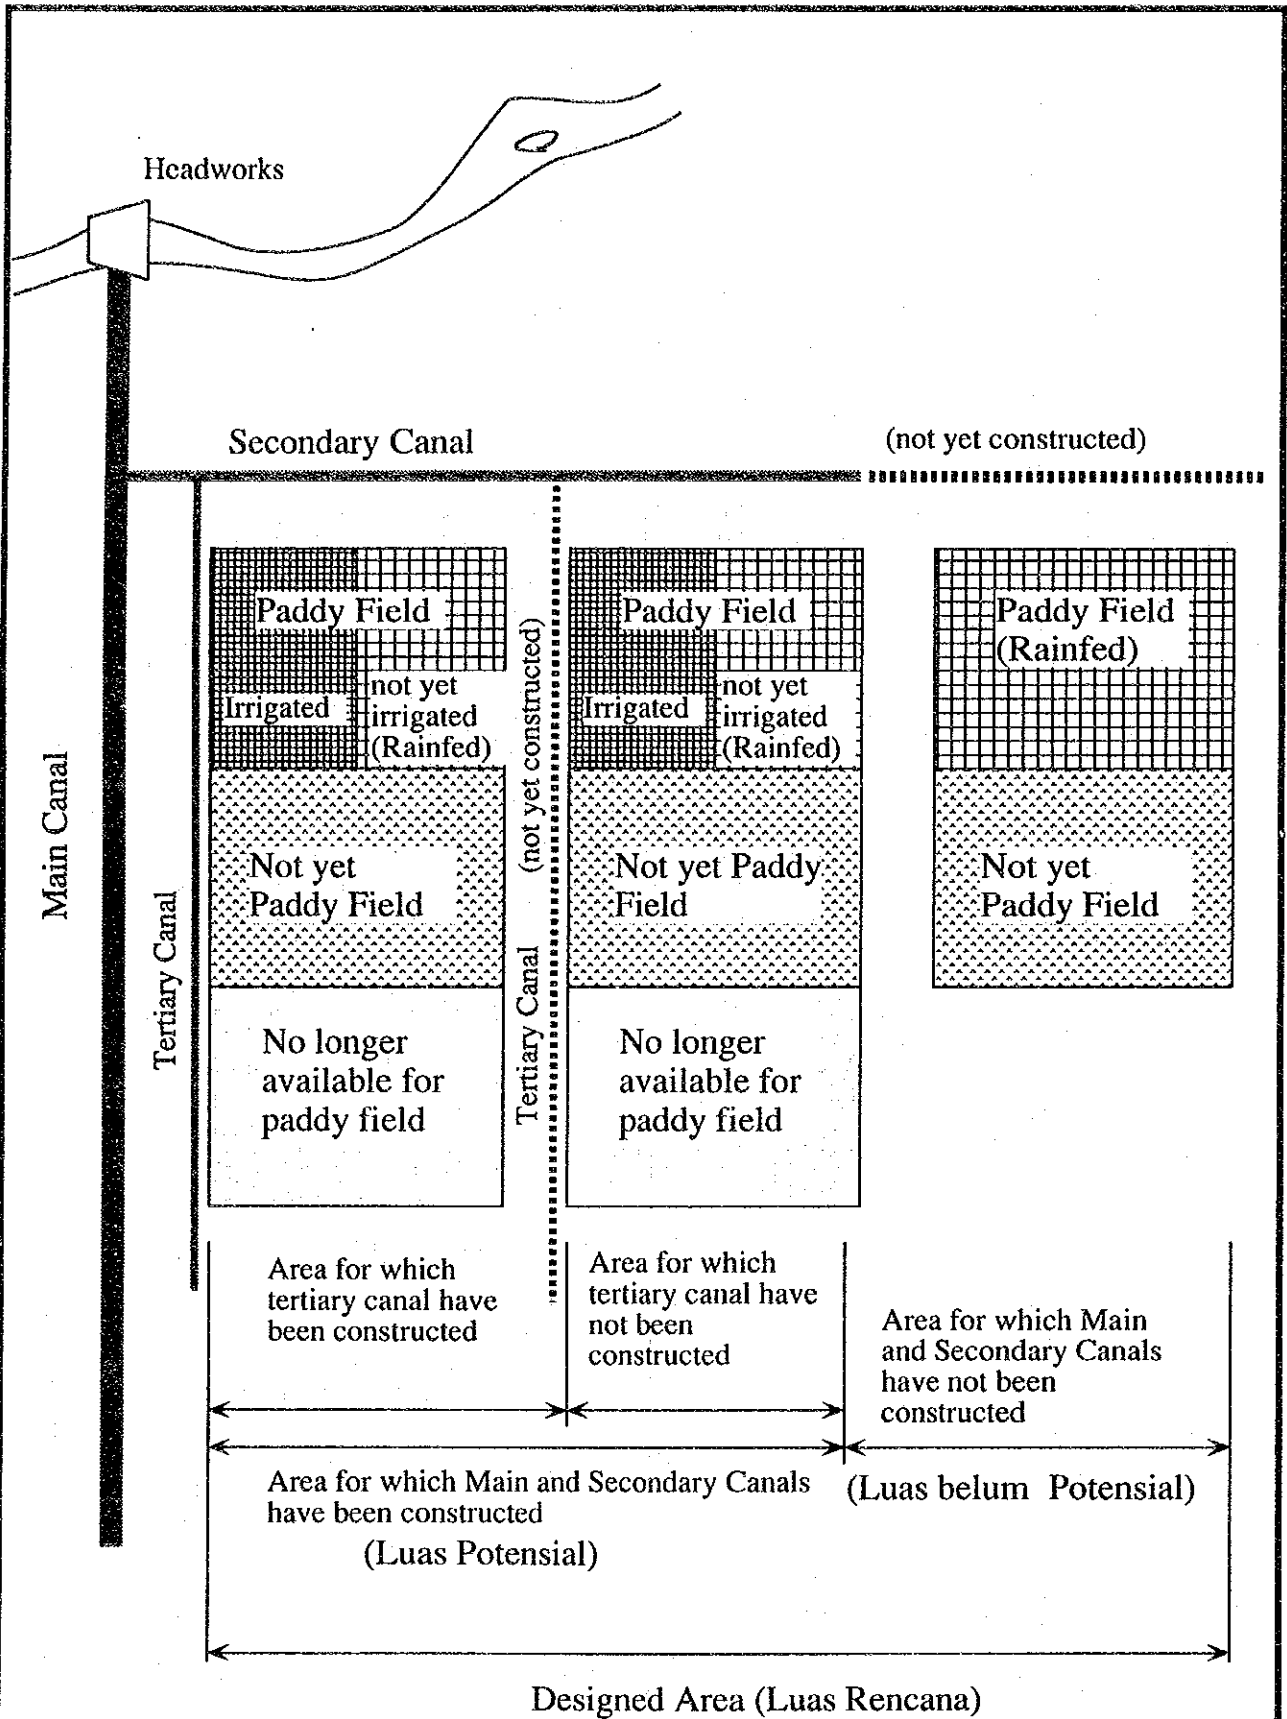 Headworks
Secondary Canal
(not yet constructed)
Main Canal
Tertiary Canal
Paddy Field
Irrigated
not yet
irrigated
(Rainfed)
Not yet
Paddy Field
No longer
available for
paddy field
Tertiary Canal (not yet constructed)
Paddy Field
Irrigated
not yet
irrigated
(Rainfed)
Not yet Paddy
Field
No longer
available for
paddy field
Paddy Field
(Rainfed)
Not yet
Paddy Field
Area for which
tertiary canal have
been constructed
Area for which
tertiary canal have
not been
constructed
Area for which Main
and Secondary Canals
have not been
constructed
Area for which Main and Secondary Canals
have been constructed
(Luas Potensial)
(Luas belum Potensial)
Designed Area (Luas Rencana)